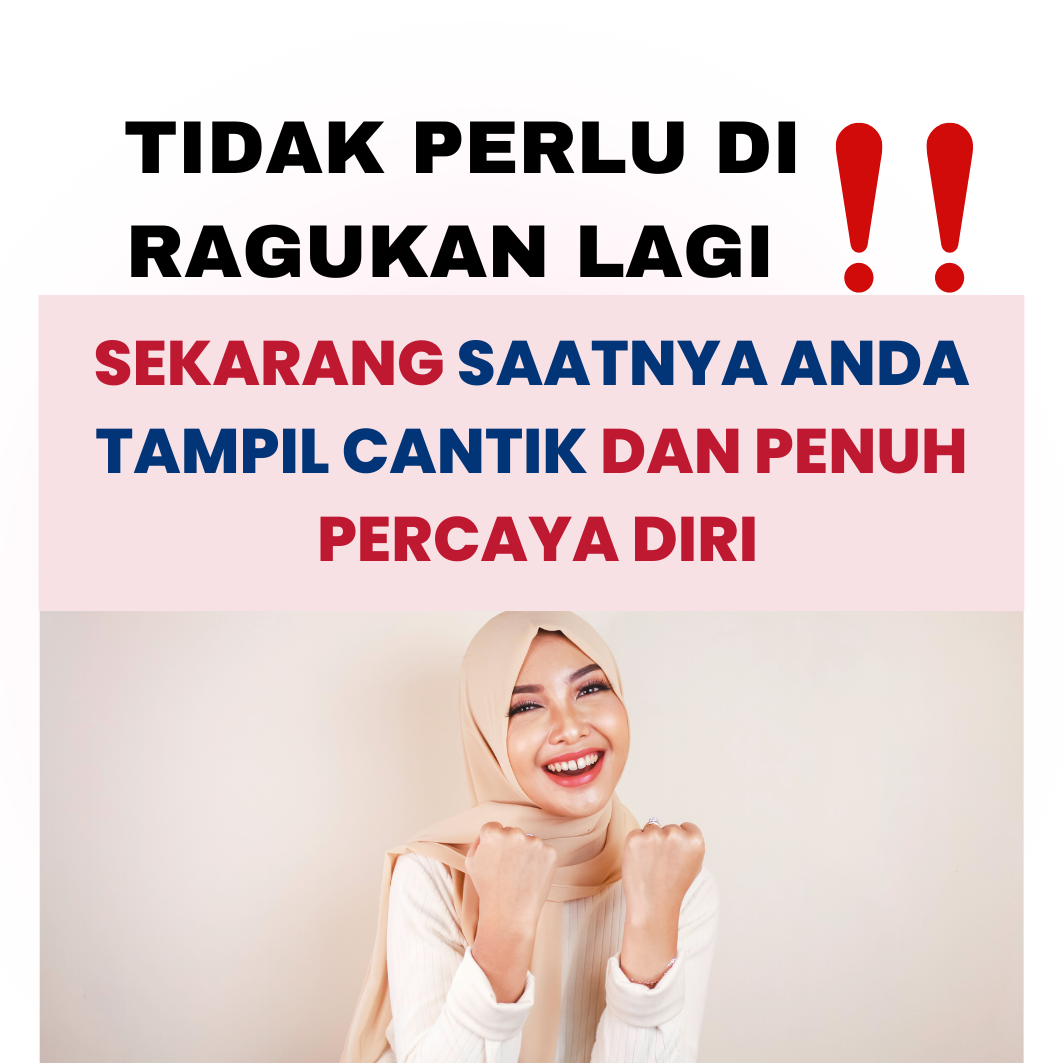 TIDAK PERLU DI
RAGUKAN LAGI !!
SEKARANG SAATNYA ANDA
TAMPIL CANTIK DAN PENUH
PERCAYA DIRI